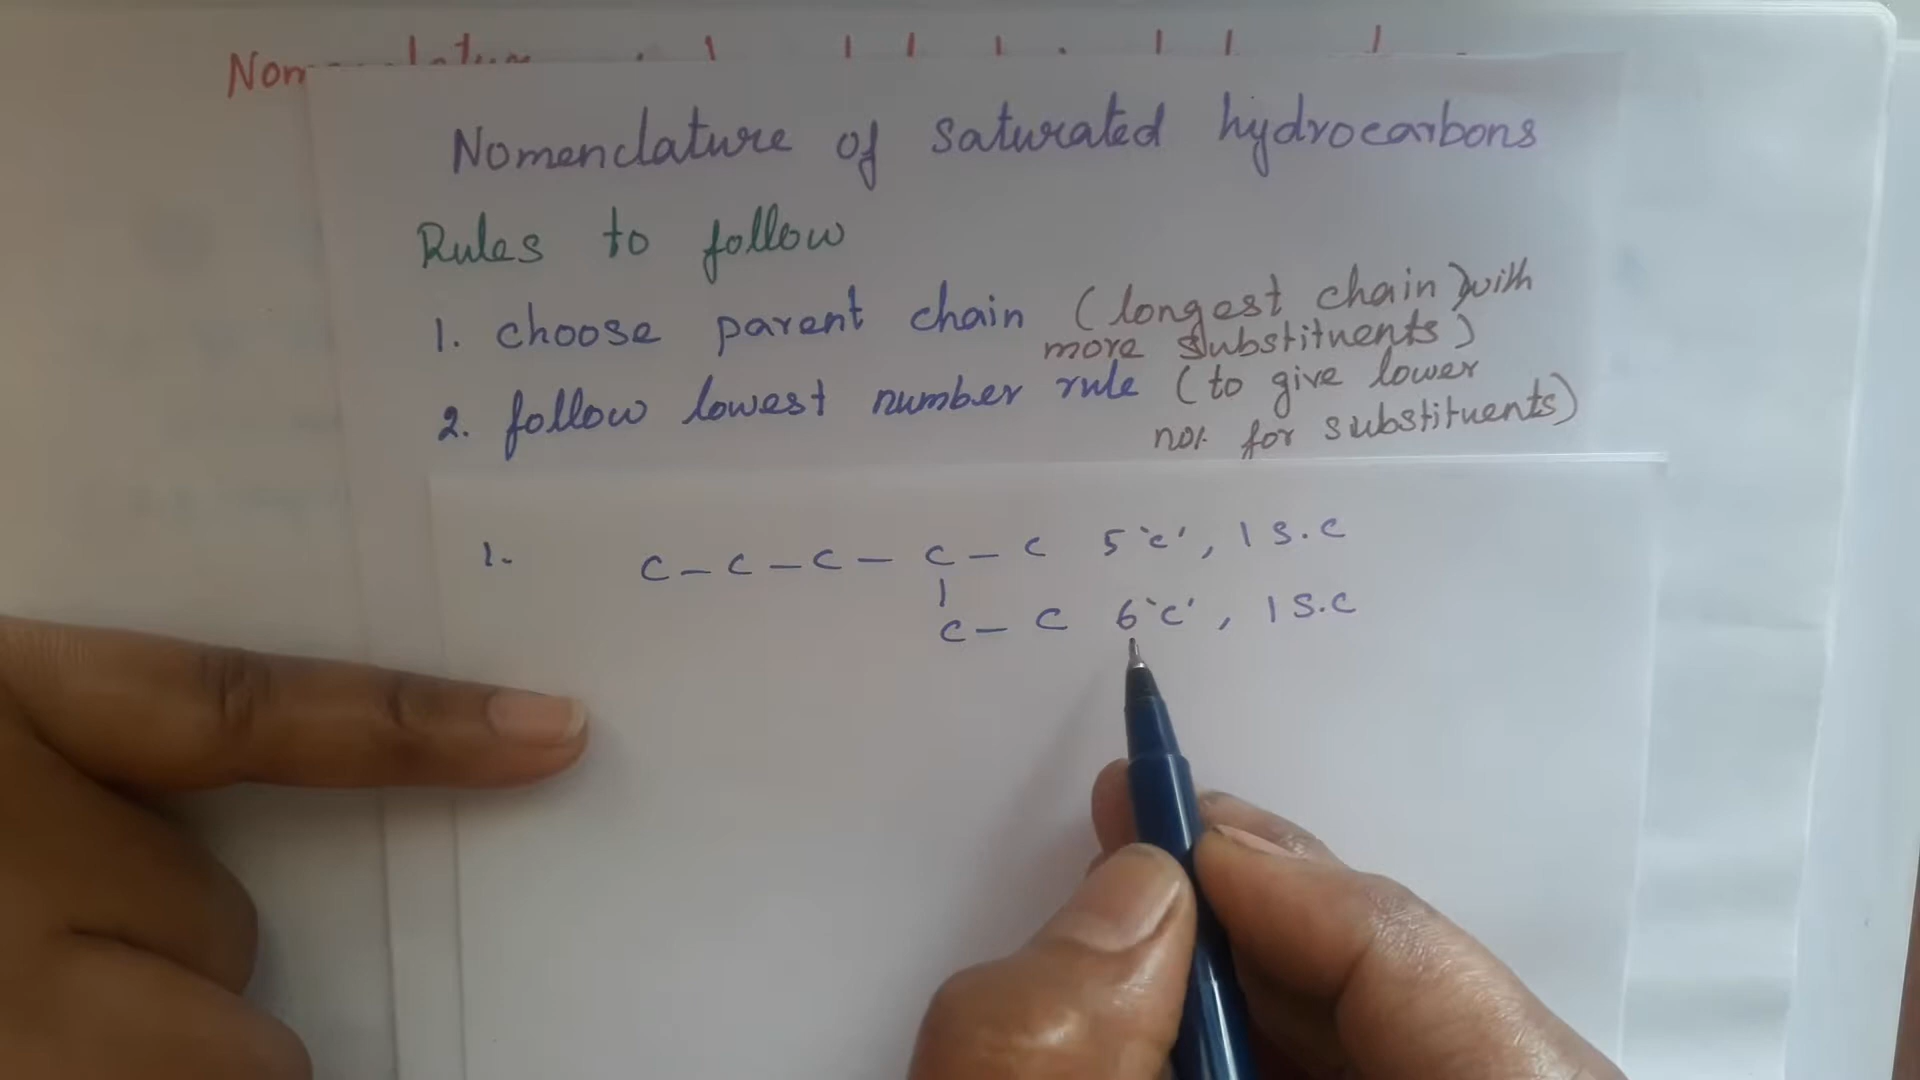 Nomenclature of saturated hydrocarbons
Rules to follow
1. choose parent chain (longest chain) with
more substituents)
2. follow lowest number rule (to give lower
no. for substituents)
1. C - C - C - C - C 5 'c', 1 S.C
|
C - C 6 'c', 1 S.C